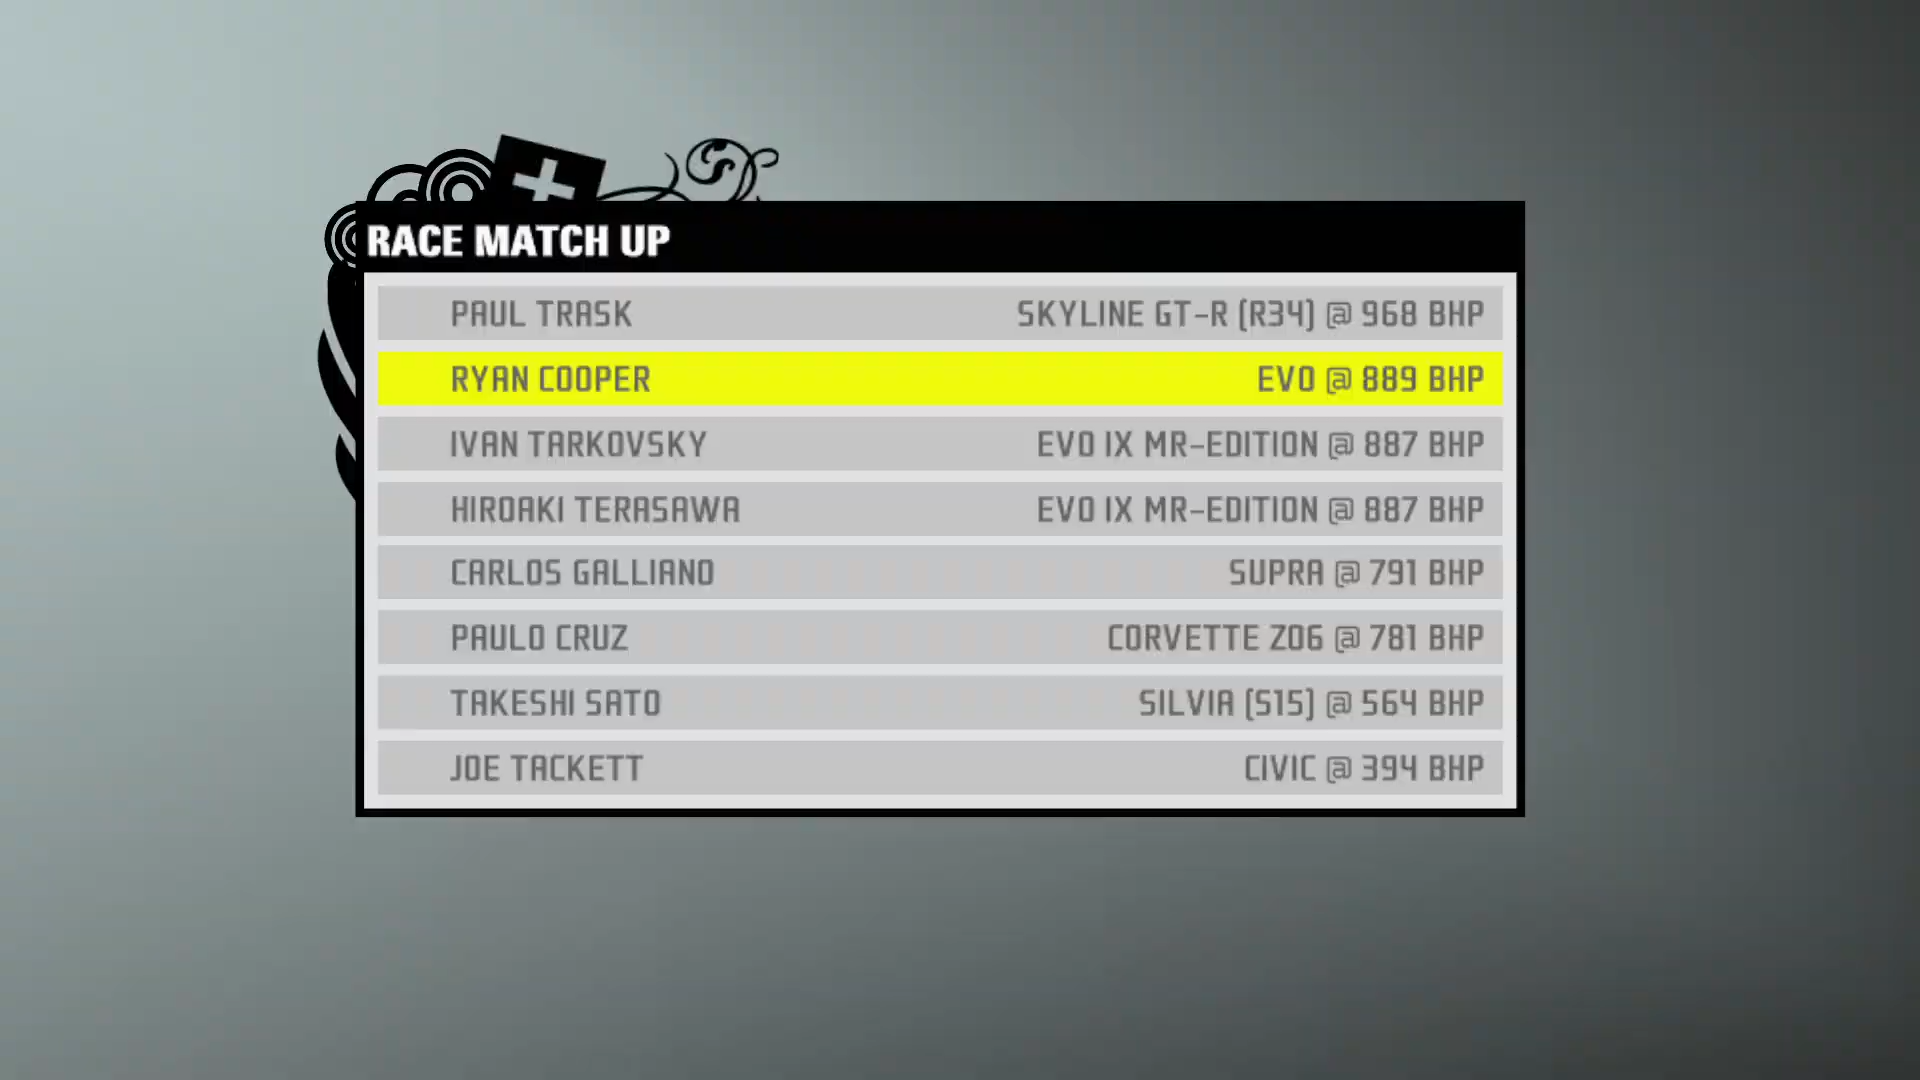 RACE MATCH UP
PAUL TRASK SKYLINE GT-R (R34) @ 968 BHP
RYAN COOPER EVO @ 889 BHP
IVAN TARKOVSKY EVO IX MR-EDITION @ 887 BHP
HIROAKI TERASAWA EVO IX MR-EDITION @ 887 BHP
CARLOS GALLIANO SUPRA @ 791 BHP
PAULO CRUZ CORVETTE Z06 @ 781 BHP
TAKESHI SATO SILVIA (S15) @ 564 BHP
JOE TACKETT CIVIC @ 394 BHP